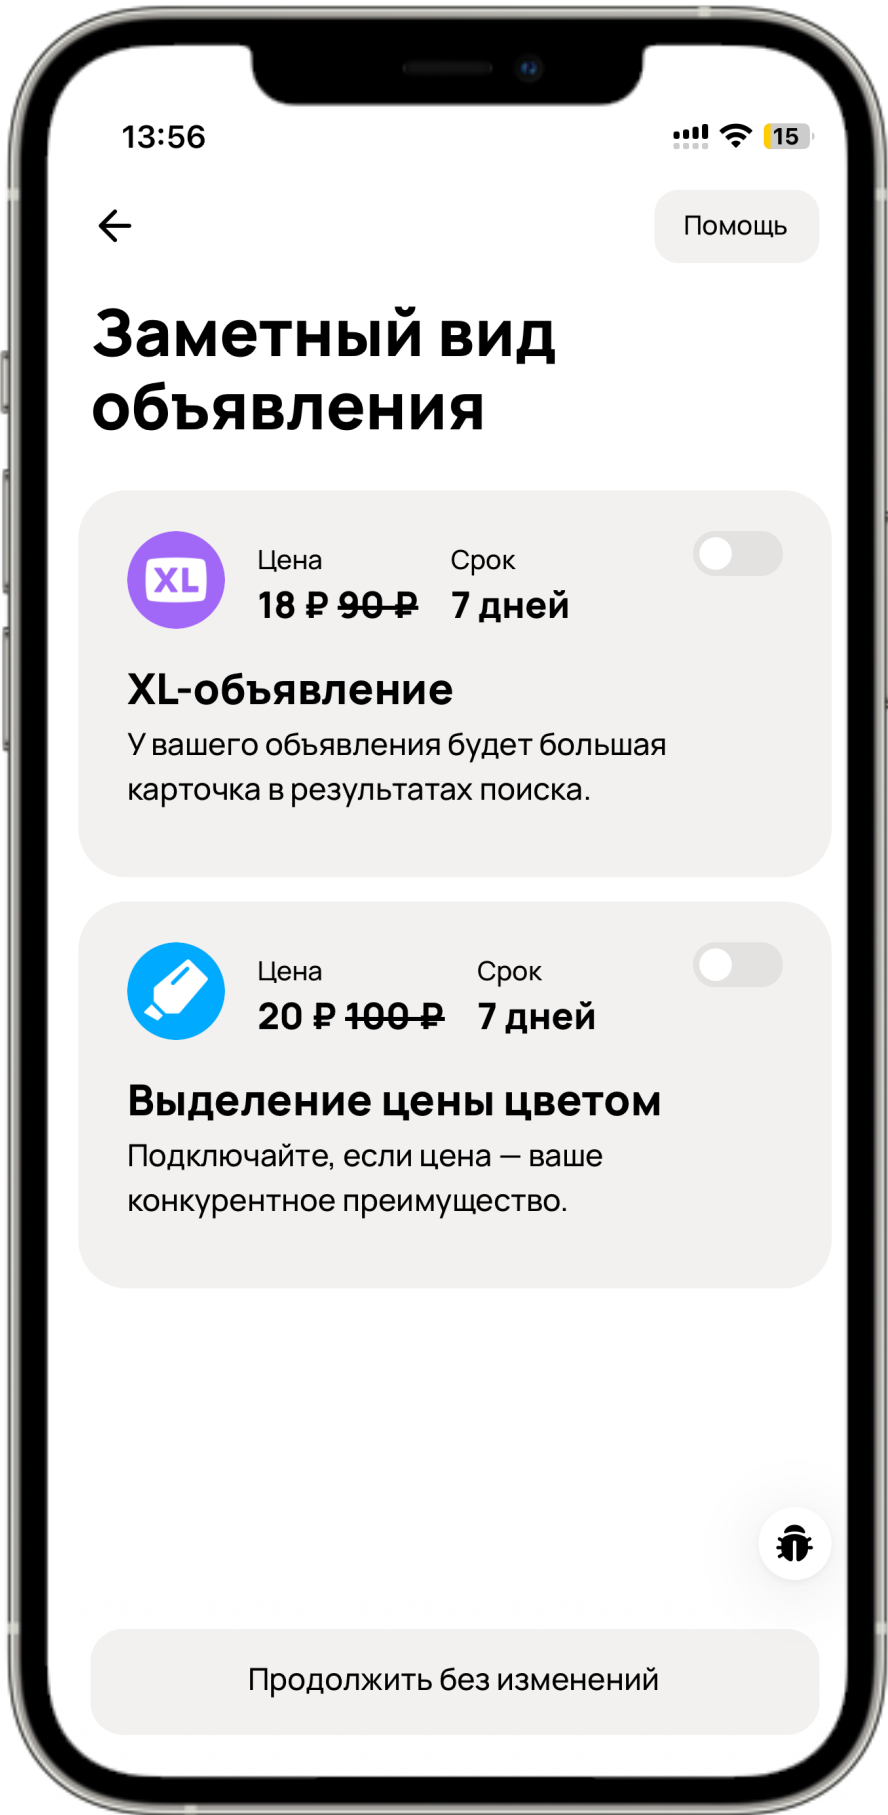 13:56
15
Помощь
Заметный вид
объявления
XL
Цена
Срок
18 ₽ 90 ₽
7 дней
XL-объявление
У вашего объявления будет большая
карточка в результатах поиска.
Цена
Срок
20 ₽ 100 ₽
7 дней
Выделение цены цветом
Подключайте, если цена — ваше
конкурентное преимущество.
Продолжить без изменений